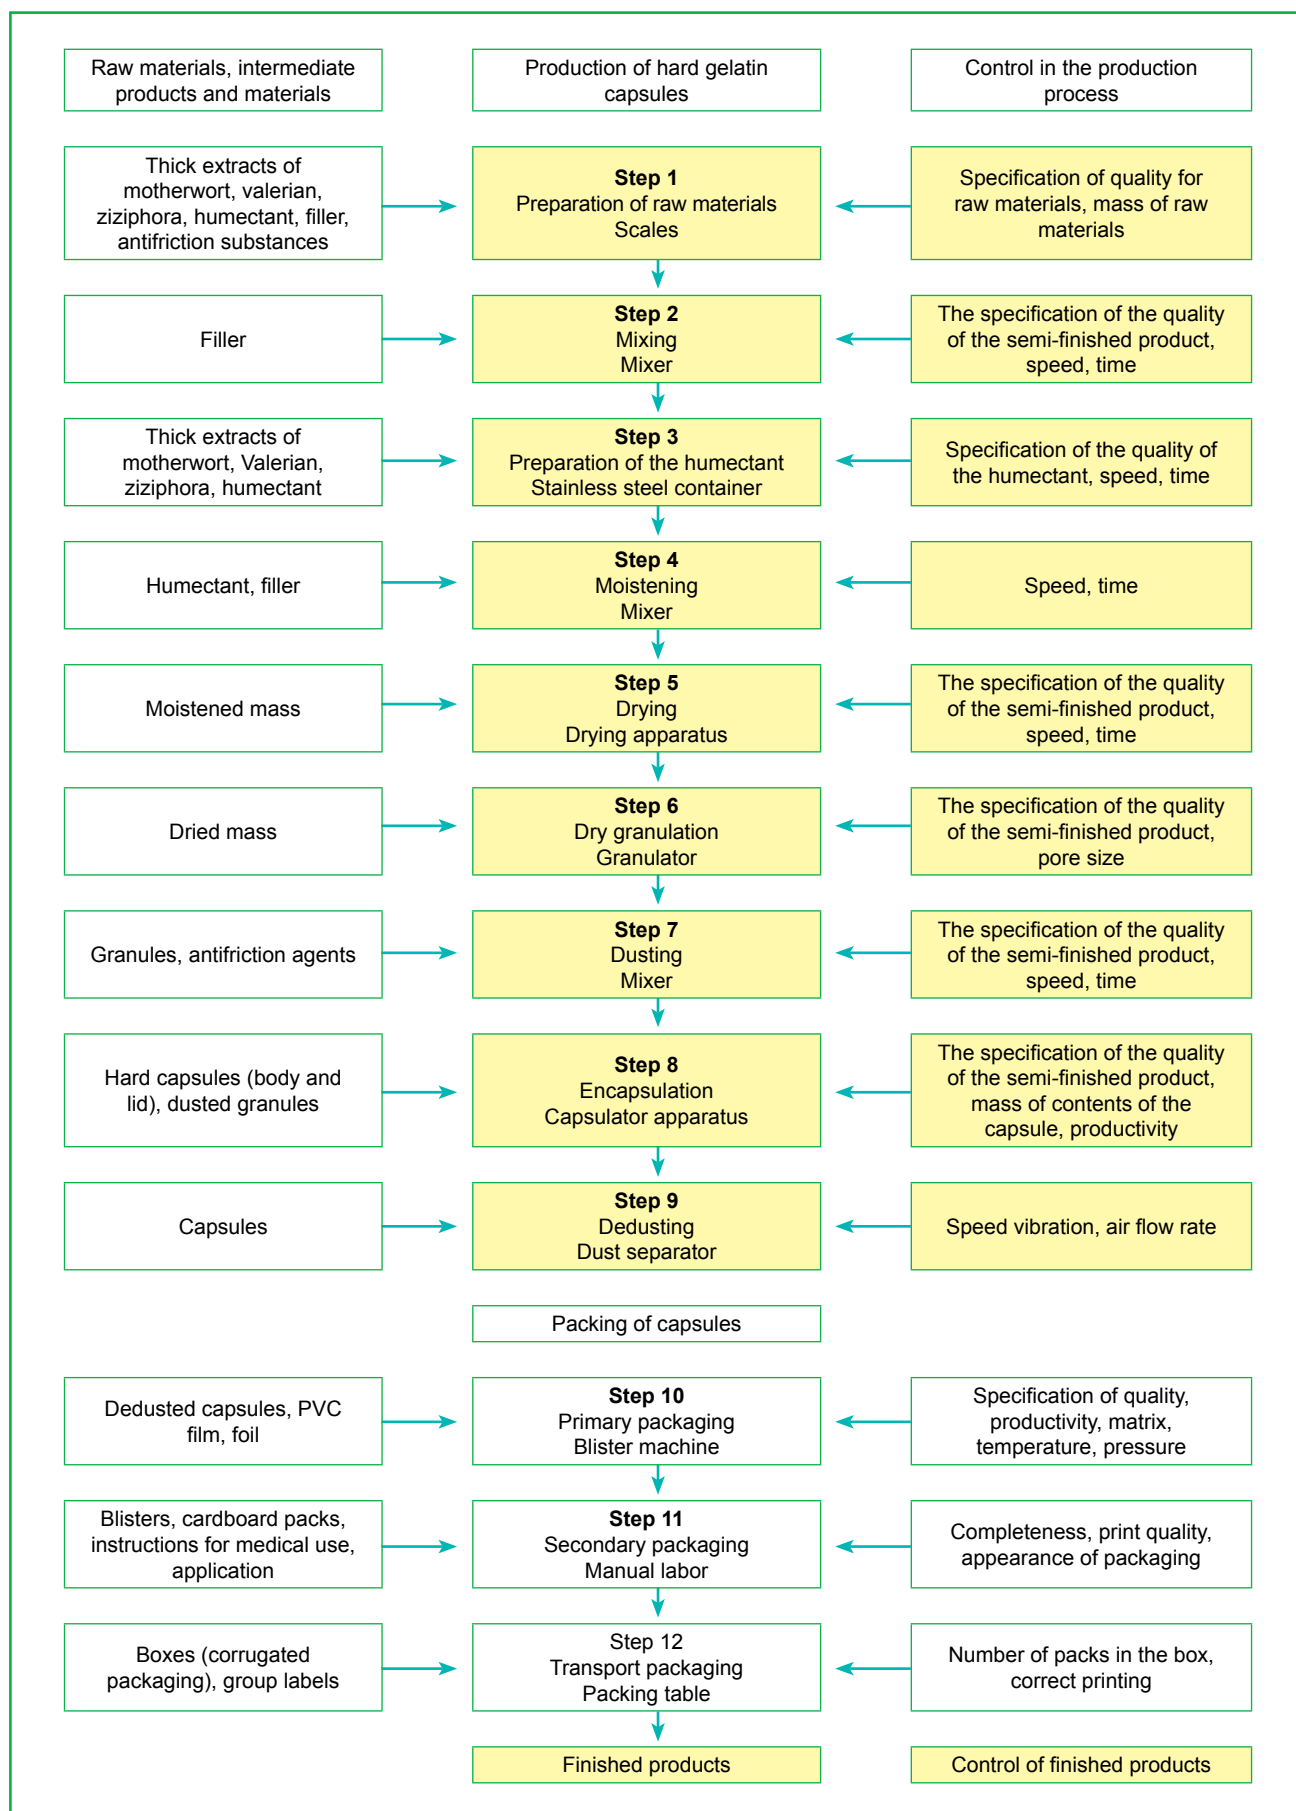 Raw materials, intermediate
products and materials
Production of hard gelatin
capsules
Control in the production
process
Thick extracts of
motherwort, valerian,
ziziphora, humectant, filler,
antifriction substances
Step 1
Preparation of raw materials
Scales
Specification of quality for
raw materials, mass of raw
materials
Filler
Step 2
Mixing
Mixer
The specification of the quality
of the semi-finished product,
speed, time
Thick extracts of
motherwort, Valerian,
ziziphora, humectant
Step 3
Preparation of the humectant
Stainless steel container
Specification of the quality of
the humectant, speed, time
Humectant, filler
Step 4
Moistening
Mixer
Speed, time
Moistened mass
Step 5
Drying
Drying apparatus
The specification of the quality
of the semi-finished product,
speed, time
Dried mass
Step 6
Dry granulation
Granulator
The specification of the quality
of the semi-finished product,
pore size
Granules, antifriction agents
Step 7
Dusting
Mixer
The specification of the quality
of the semi-finished product,
speed, time
Hard capsules (body and
lid), dusted granules
Step 8
Encapsulation
Capsulator apparatus
The specification of the quality
of the semi-finished product,
mass of contents of the
capsule, productivity
Capsules
Step 9
Dedusting
Dust separator
Speed vibration, air flow rate
Packing of capsules
Dedusted capsules, PVC
film, foil
Step 10
Primary packaging
Blister machine
Specification of quality,
productivity, matrix,
temperature, pressure
Blisters, cardboard packs,
instructions for medical use,
application
Step 11
Secondary packaging
Manual labor
Completeness, print quality,
appearance of packaging
Boxes (corrugated
packaging), group labels
Step 12
Transport packaging
Packing table
Number of packs in the box,
correct printing
Finished products
Control of finished products